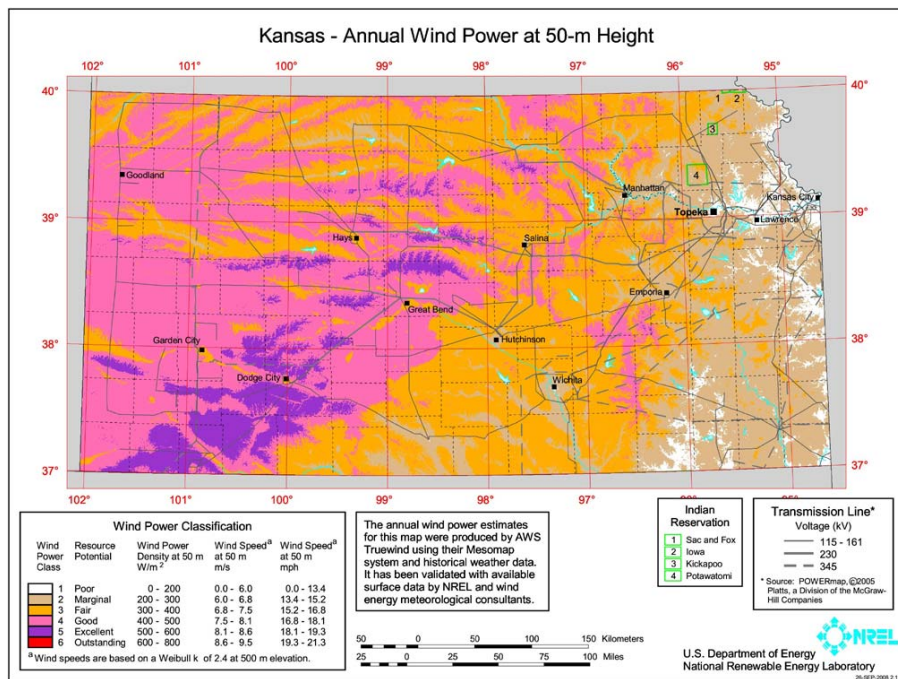 Kansas - Annual Wind Power at 50-m Height
102° 101° 100° 99° 98° 97° 96° 95°
40° 40°
1 2
3
Goodland
4
Manhattan
Kansas City
39° Topeka 39°
Lawrence
Hays
Salina
Emporia
Great Bend
38° 38°
Garden City
Hutchinson
Dodge City
Wichita
37° 37°
102° 101° 100° 99° 98° 97° 96°
Wind Power Classification
Wind Power Class Resource Potential Wind Power Density at 50 m W/m² Wind Speedᵃ at 50 m m/s Wind Speedᵃ at 50 m mph
1 Poor 0 - 200 0.0 - 6.0 0.0 - 13.4
2 Marginal 200 - 300 6.0 - 6.8 13.4 - 15.2
3 Fair 300 - 400 6.8 - 7.5 15.2 - 16.8
4 Good 400 - 500 7.5 - 8.1 16.8 - 18.1
5 Excellent 500 - 600 8.1 - 8.6 18.1 - 19.3
6 Outstanding 600 - 800 8.6 - 9.5 19.3 - 21.3
ᵃ Wind speeds are based on a Weibull k of 2.4 at 500 m elevation.
The annual wind power estimates
for this map were produced by AWS
Truewind using their Mesomap
system and historical weather data.
It has been validated with available
surface data by NREL and wind
energy meteorological consultants.
Indian
Reservation
1 Sac and Fox
2 Iowa
3 Kickapoo
4 Potawatomi
Transmission Line*
Voltage (kV)
115 - 161
230
345
* Source: POWERmap, ©2005
Platts, a Division of the McGraw-
Hill Companies
50 0 50 100 150 Kilometers
25 0 25 50 75 100 Miles
NREL
U.S. Department of Energy
National Renewable Energy Laboratory